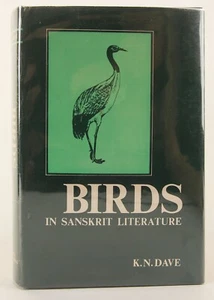 BIRDS
IN SANSKRIT LITERATURE
K.N.DAVE